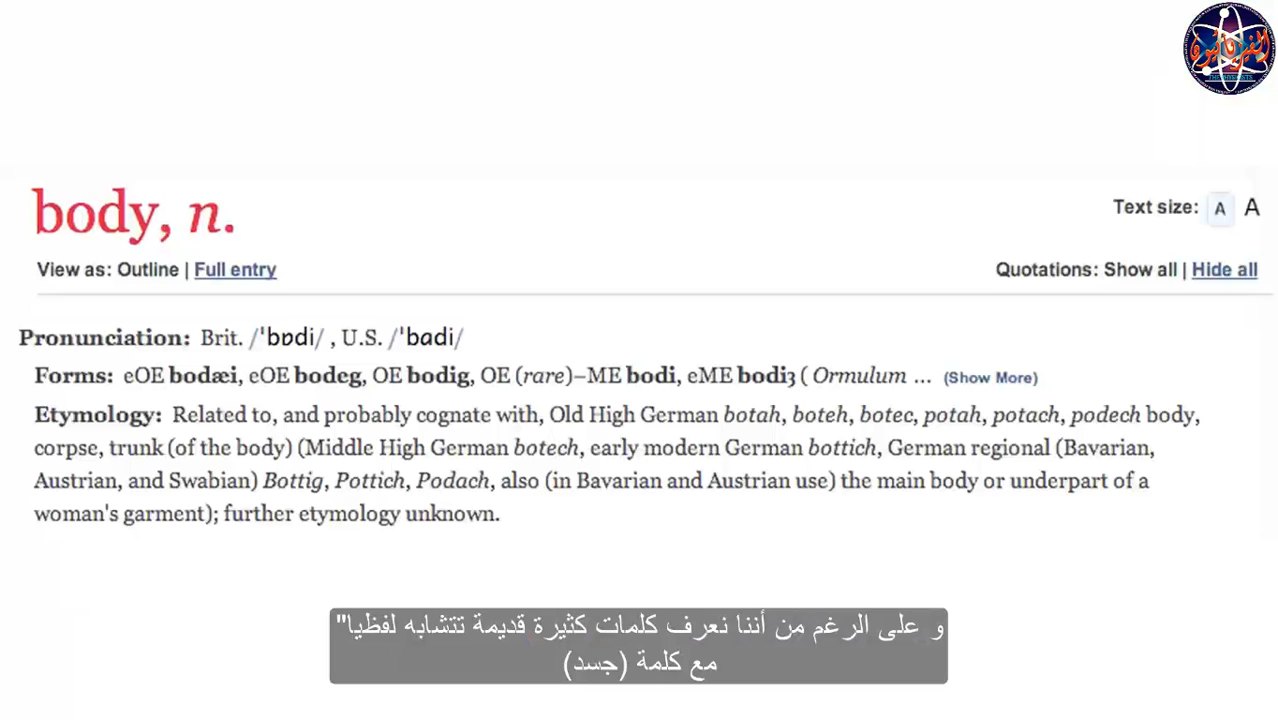 الفيزيائيون
THE PHYSICISTS
body, n.
Text size: A A
View as: Outline | Full entry
Quotations: Show all | Hide all
Pronunciation: Brit. /ˈbɒdi/ , U.S. /ˈbɑdi/
Forms: eOE bodæi, eOE bodeg, OE bodig, OE (rare)–ME bodi, eME bodiȝ ( Ormulum ... (Show More)
Etymology: Related to, and probably cognate with, Old High German botah, boteh, botec, potah, potach, podech body,
corpse, trunk (of the body) (Middle High German botech, early modern German bottich, German regional (Bavarian,
Austrian, and Swabian) Bottig, Pottich, Podach, also (in Bavarian and Austrian use) the main body or underpart of a
woman's garment); further etymology unknown.
و على الرغم من أننا نعرف كلمات كثيرة قديمة تتشابه لفظيا"
مع كلمة (جسد)